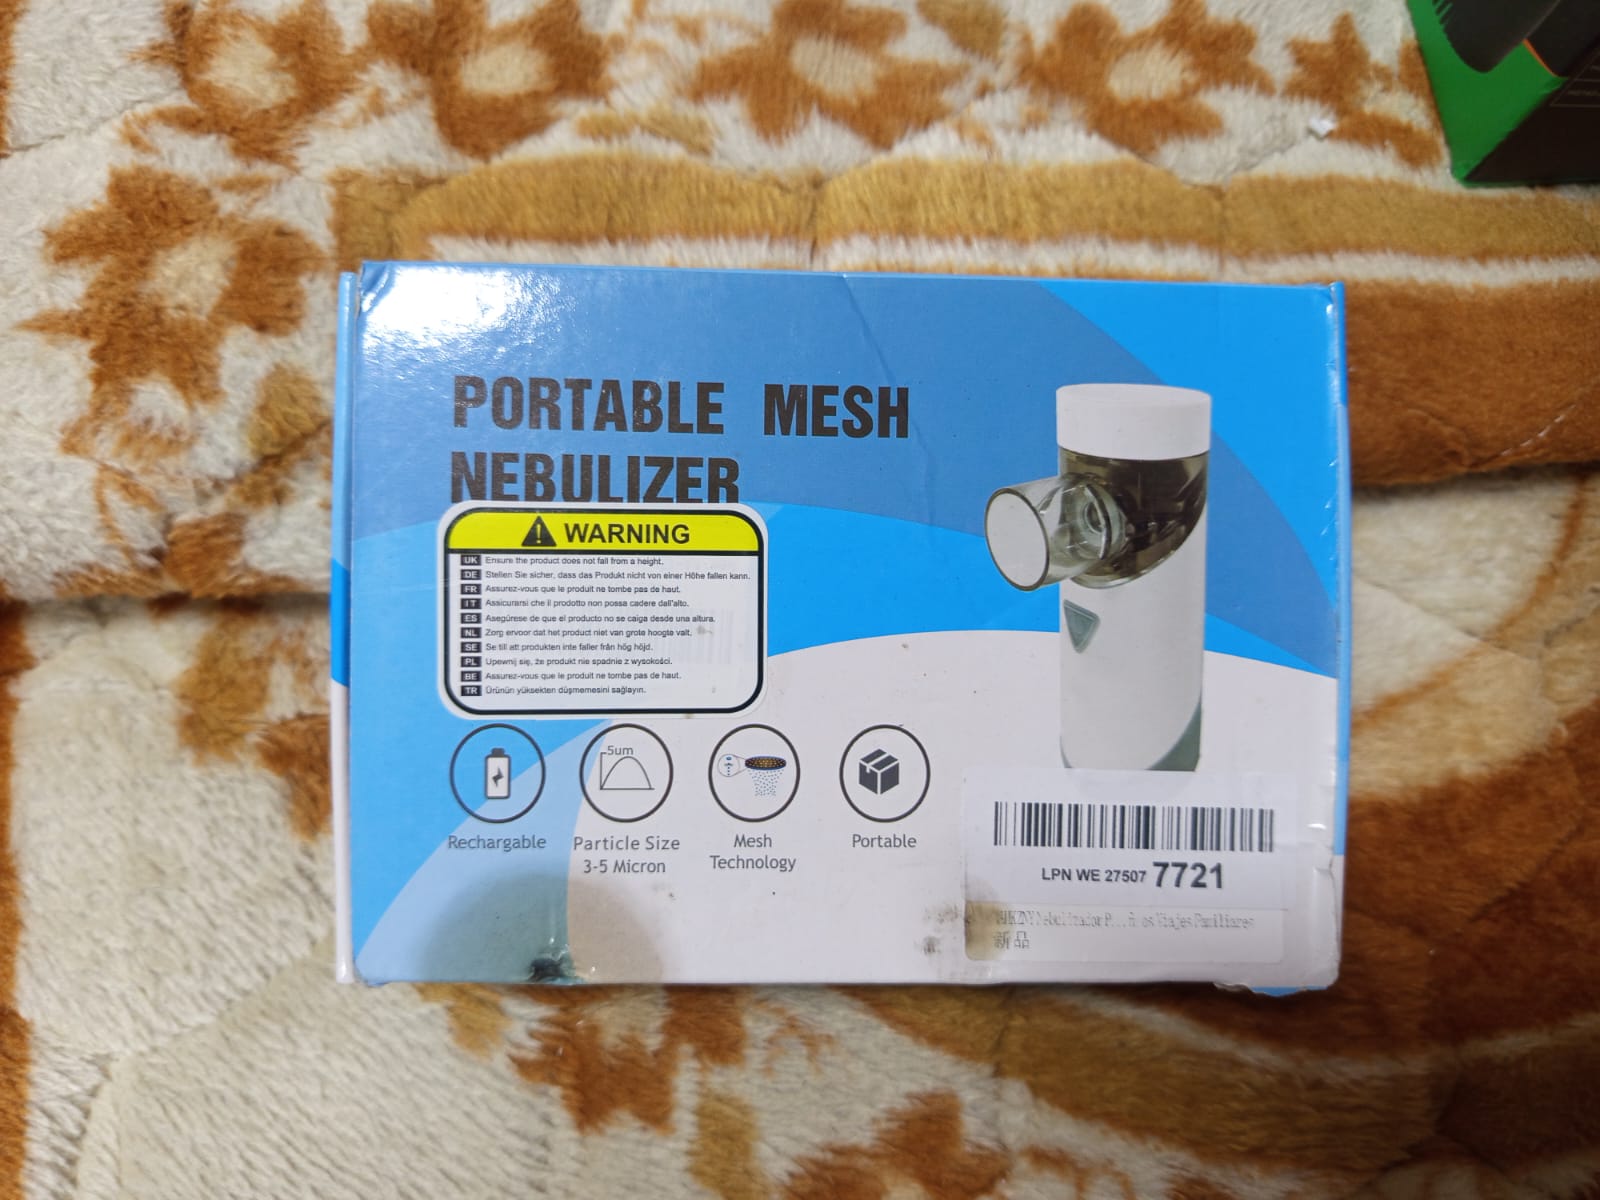 PORTABLE MESH
NEBULIZER
WARNING
UK Ensure the product does not fall from a height.
DE Stellen Sie sicher, dass das Produkt nicht von einer Höhe fallen kann.
FR Assurez-vous que le produit ne tombe pas de haut.
IT Assicurarsi che il prodotto non possa cadere dall'alto.
ES Asegúrese de que el producto no se caiga desde una altura.
NL Zorg ervoor dat het product niet van grote hoogte valt.
SE Se till att produkten inte faller från hög höjd.
PL Upewnij się, że produkt nie spadnie z wysokości.
BE Assurez-vous que le produit ne tombe pas de haut.
TR Ürünün yüksekten düşmemesini sağlayın.
5um
Rechargable
Particle Size
3-5 Micron
Mesh
Technology
Portable
LPN WE 27507 7721
Nebulizador P... os Viajes Familiares
新品